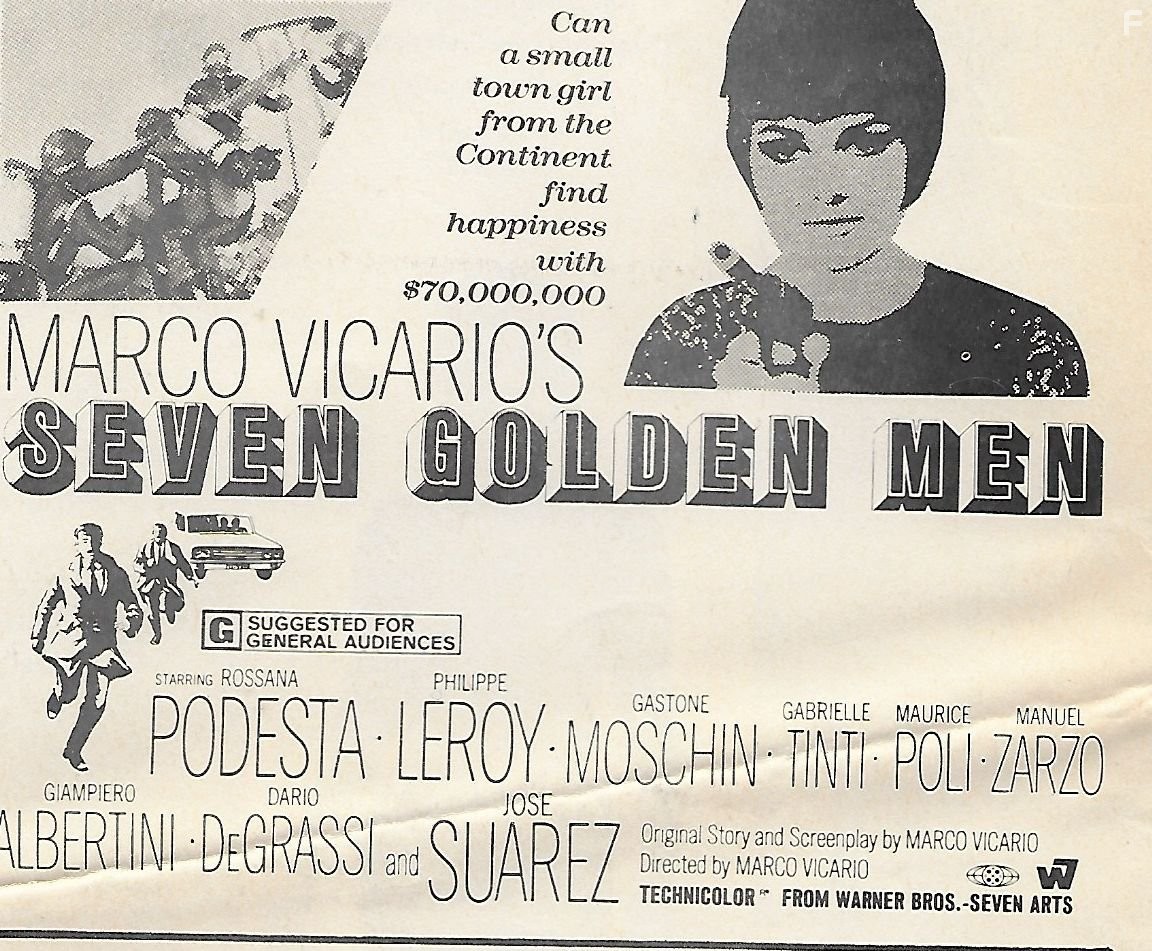 F
Can
a small
town girl
from the
Continent
find
happiness
with
$70,000,000
MARCO VICARIO'S
SEVEN GOLDEN MEN
G SUGGESTED FOR
GENERAL AUDIENCES
STARRING ROSSANA PODESTA · PHILIPPE LEROY · GASTONE MOSCHIN · GABRIELLE TINTI · MAURICE POLI · MANUEL ZARZO
GIAMPIERO ALBERTINI · DARIO DEGRASSI and JOSE SUAREZ
Original Story and Screenplay by MARCO VICARIO
Directed by MARCO VICARIO
W7
TECHNICOLOR® FROM WARNER BROS.-SEVEN ARTS